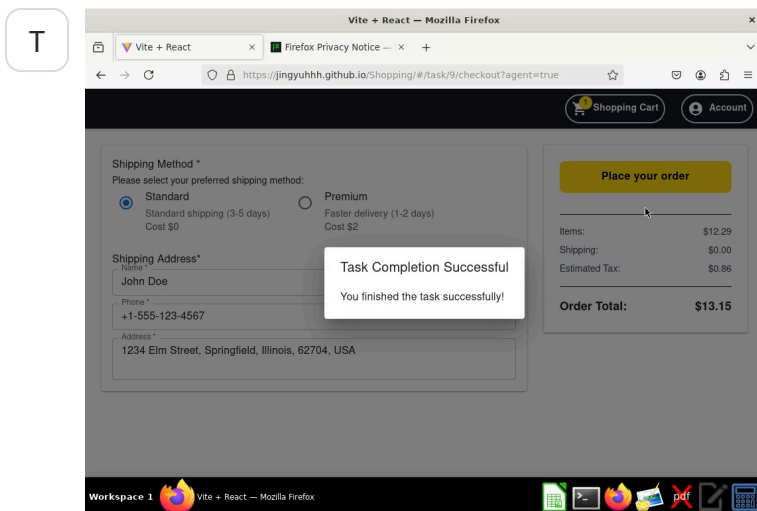 T
Vite + React — Mozilla Firefox
Vite + React
Firefox Privacy Notice —
https://jingyuhhh.github.io/Shopping/#/task/9/checkout?agent=true
1
Shopping Cart
Account
Shipping Method *
Please select your preferred shipping method:
Standard
Standard shipping (3-5 days)
Cost $0
Premium
Faster delivery (1-2 days)
Cost $2
Shipping Address*
Name *
John Doe
Phone *
+1-555-123-4567
Address *
1234 Elm Street, Springfield, Illinois, 62704, USA
Task Completion Successful
You finished the task successfully!
Place your order
Items: $12.29
Shipping: $0.00
Estimated Tax: $0.86
Order Total: $13.15
Workspace 1
Vite + React — Mozilla Firefox
pdf